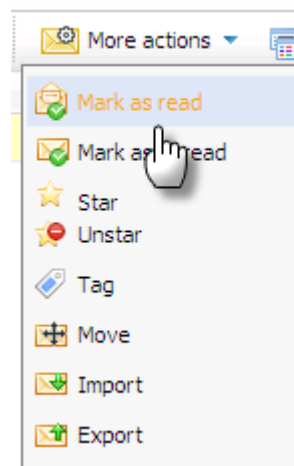 More actions
Mark as read
Mark as read
Star
Unstar
Tag
Move
Import
Export